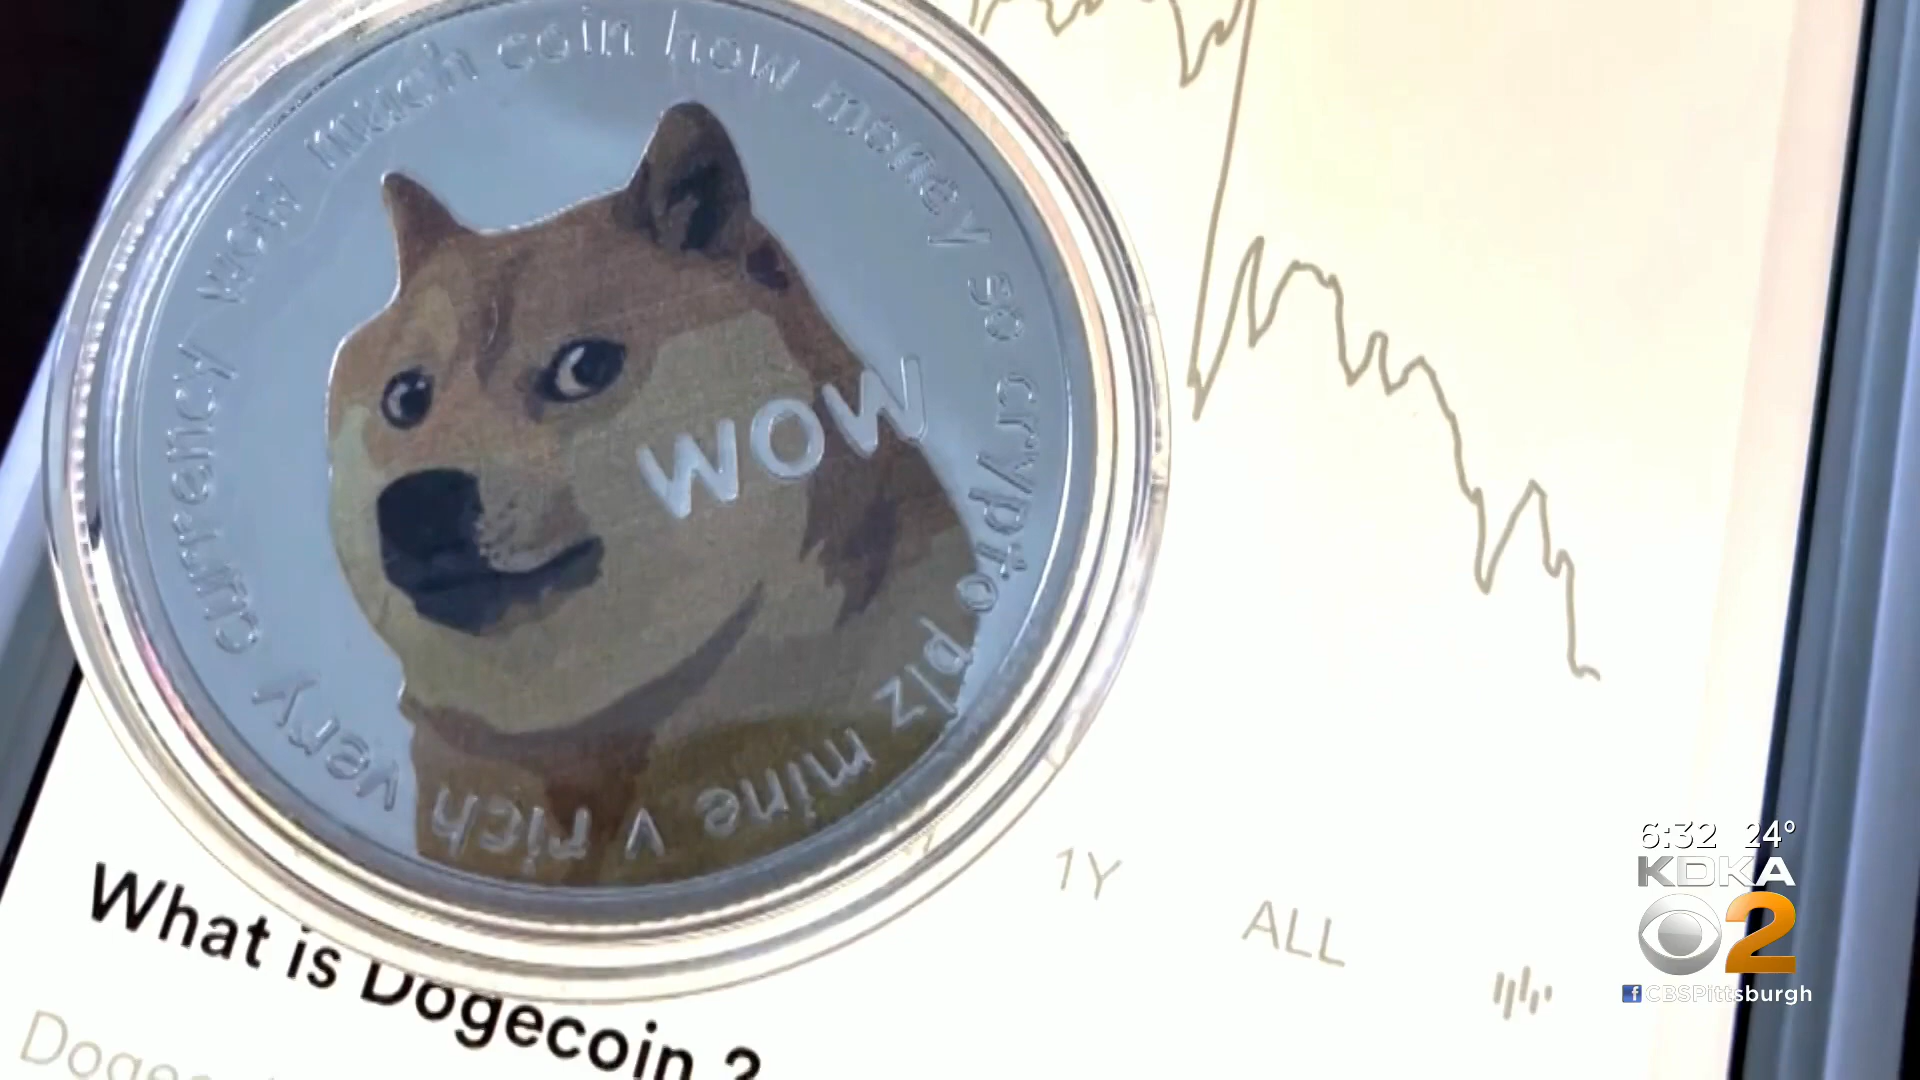 very currency wow much coin how money so crypto plz mine v rich
wow
1Y
ALL
What is Dogecoin ?
6:32 24°
KDKA
2
CBSPittsburgh